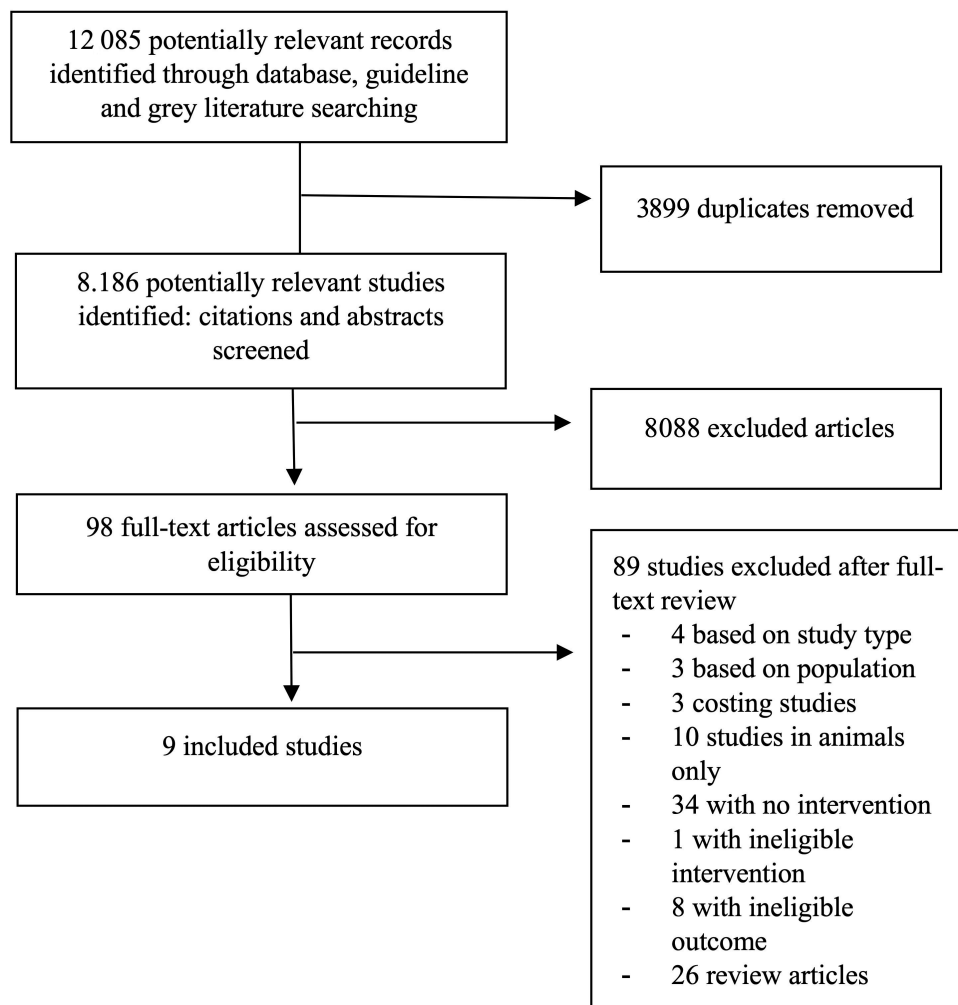 12 085 potentially relevant records
identified through database, guideline
and grey literature searching
3899 duplicates removed
8.186 potentially relevant studies
identified: citations and abstracts
screened
8088 excluded articles
98 full-text articles assessed for
eligibility
89 studies excluded after full-
text review
- 4 based on study type
- 3 based on population
- 3 costing studies
- 10 studies in animals
only
- 34 with no intervention
- 1 with ineligible
intervention
- 8 with ineligible
outcome
- 26 review articles
9 included studies